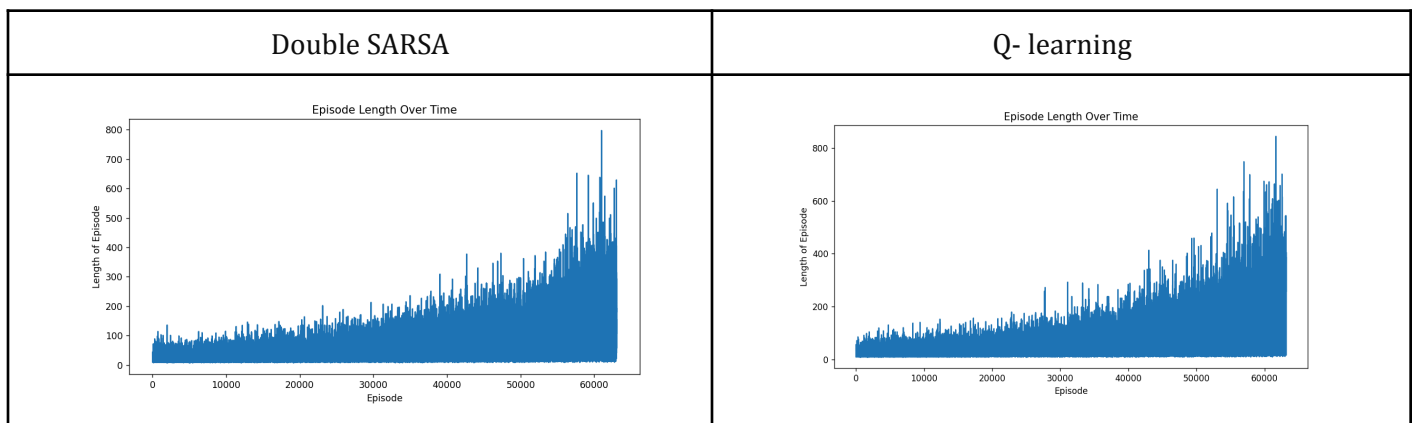 Double SARSA
Q- learning
Episode Length Over Time
800
700
600
500
400
300
200
100
0
Length of Episode
0 10000 20000 30000 40000 50000 60000
Episode
Episode Length Over Time
800
600
400
200
0
Length of Episode
0 10000 20000 30000 40000 50000 60000
Episode